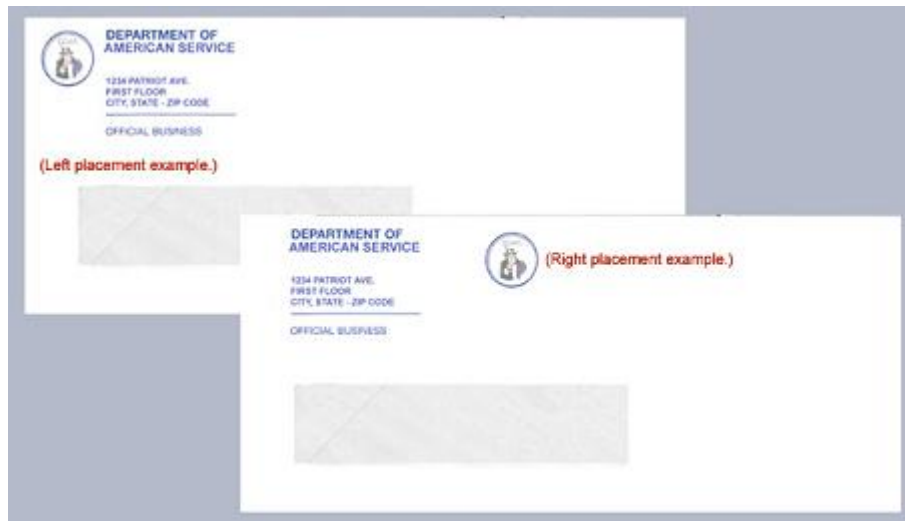 DEPARTMENT OF
AMERICAN SERVICE
1234 PATRIOT AVE.
FIRST FLOOR
CITY, STATE - ZIP CODE
OFFICIAL BUSINESS
(Left placement example.)
DEPARTMENT OF
AMERICAN SERVICE
1234 PATRIOT AVE.
FIRST FLOOR
CITY, STATE - ZIP CODE
OFFICIAL BUSINESS
(Right placement example.)